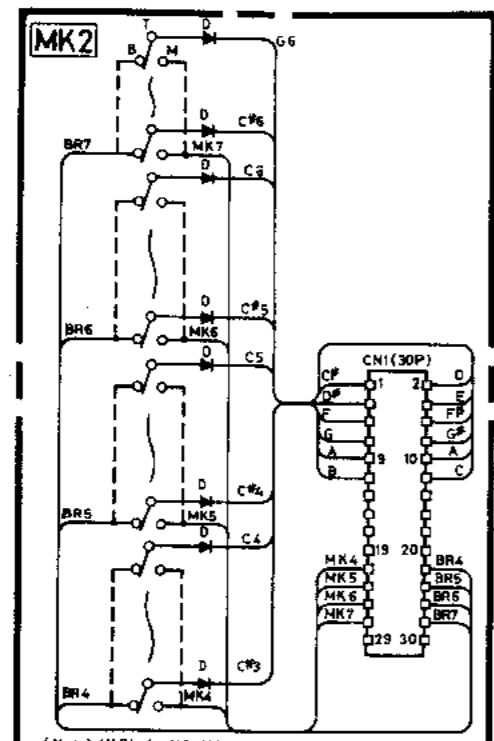 MK2
T D G6
B M
D C#6
BR7 MK7
D C6
D C#5
BR6 MK6
D C5
CN1(30P)
C# 1 2 D
D# E
F F#
G G#
A 9 10 A
B C
D C#4
BR5 MK5
D C4
19 20
MK4 BR4
MK5 BR5
MK6 BR6
MK7 BR7
29 30
D C#3
BR4 MK4